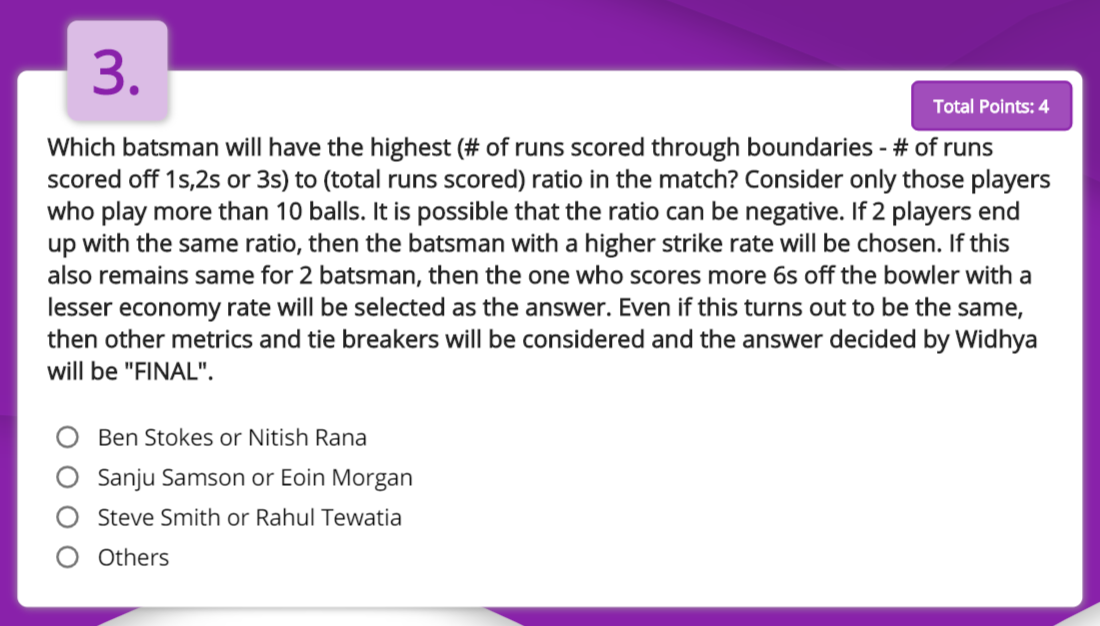 3.
Total Points: 4
Which batsman will have the highest (# of runs scored through boundaries - # of runs
scored off 1s,2s or 3s) to (total runs scored) ratio in the match? Consider only those players
who play more than 10 balls. It is possible that the ratio can be negative. If 2 players end
up with the same ratio, then the batsman with a higher strike rate will be chosen. If this
also remains same for 2 batsman, then the one who scores more 6s off the bowler with a
lesser economy rate will be selected as the answer. Even if this turns out to be the same,
then other metrics and tie breakers will be considered and the answer decided by Widhya
will be "FINAL".
Ben Stokes or Nitish Rana
Sanju Samson or Eoin Morgan
Steve Smith or Rahul Tewatia
Others